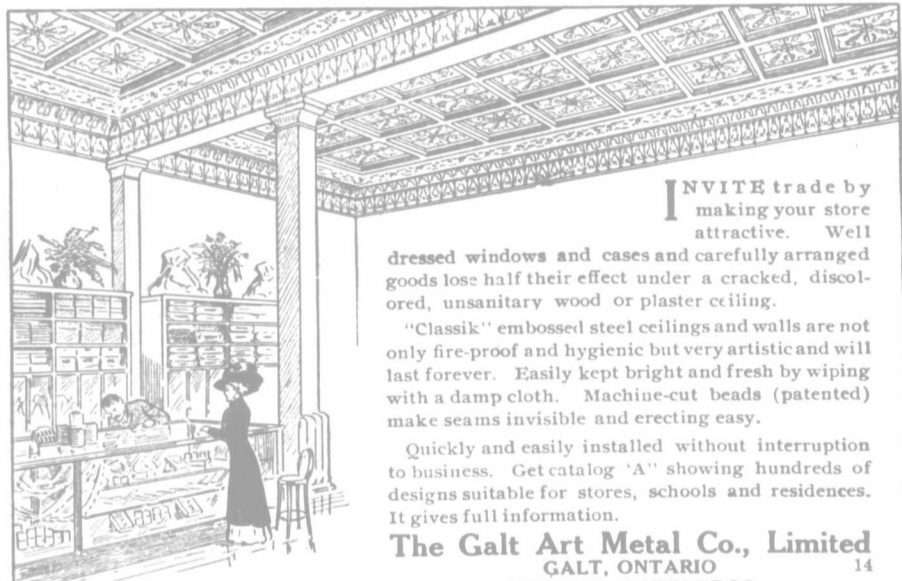 INVITE trade by
making your store
attractive. Well
dressed windows and cases and carefully arranged
goods lose half their effect under a cracked, discol-
ored, unsanitary wood or plaster ceiling.
"Classik" embossed steel ceilings and walls are not
only fire-proof and hygienic but very artistic and will
last forever. Easily kept bright and fresh by wiping
with a damp cloth. Machine-cut beads (patented)
make seams invisible and erecting easy.
Quickly and easily installed without interruption
to business. Get catalog 'A" showing hundreds of
designs suitable for stores, schools and residences.
It gives full information.
The Galt Art Metal Co., Limited
GALT, ONTARIO 14